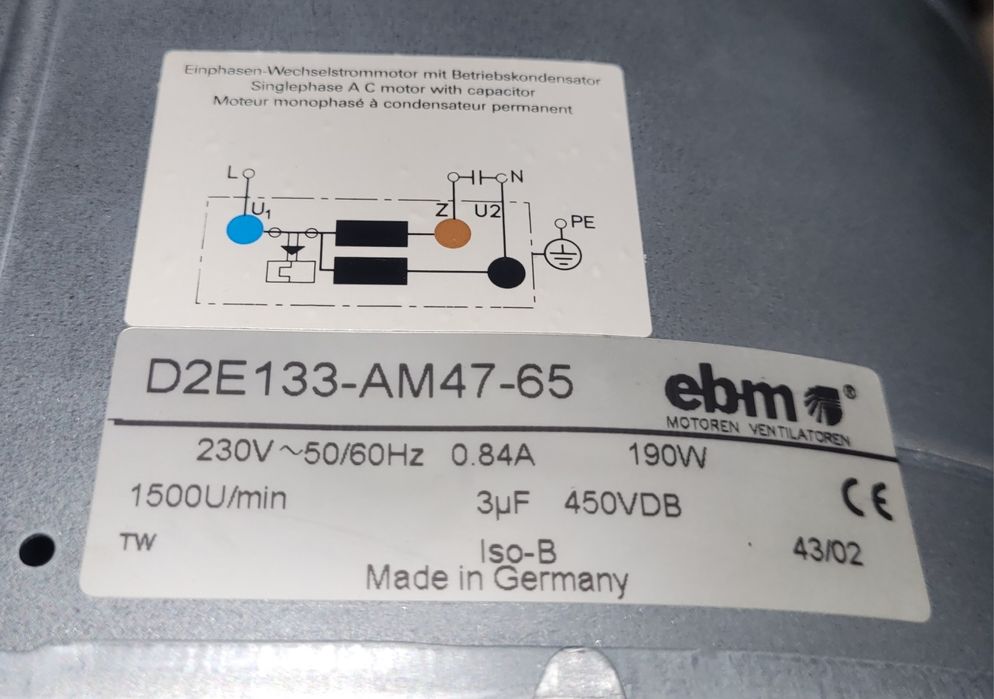 Einphasen-Wechselstrommotor mit Betriebskondensator
Singlephase A C motor with capacitor
Moteur monophasé à condensateur permanent
L N
U1 Z U2 PE
D2E133-AM47-65
ebm ®
MOTOREN VENTILATOREN
230V ~50/60Hz 0.84A 190W
1500U/min 3µF 450VDB
CE
TW Iso-B 43/02
Made in Germany